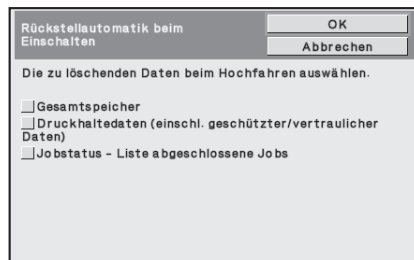 Rückstellautomatik beim
Einschalten
OK
Abbrechen
Die zu löschenden Daten beim Hochfahren auswählen.
Gesamtspeicher
Druckhaltedaten (einschl. geschützter/vertraulicher
Daten)
Jobstatus - Liste abgeschlossene Jobs